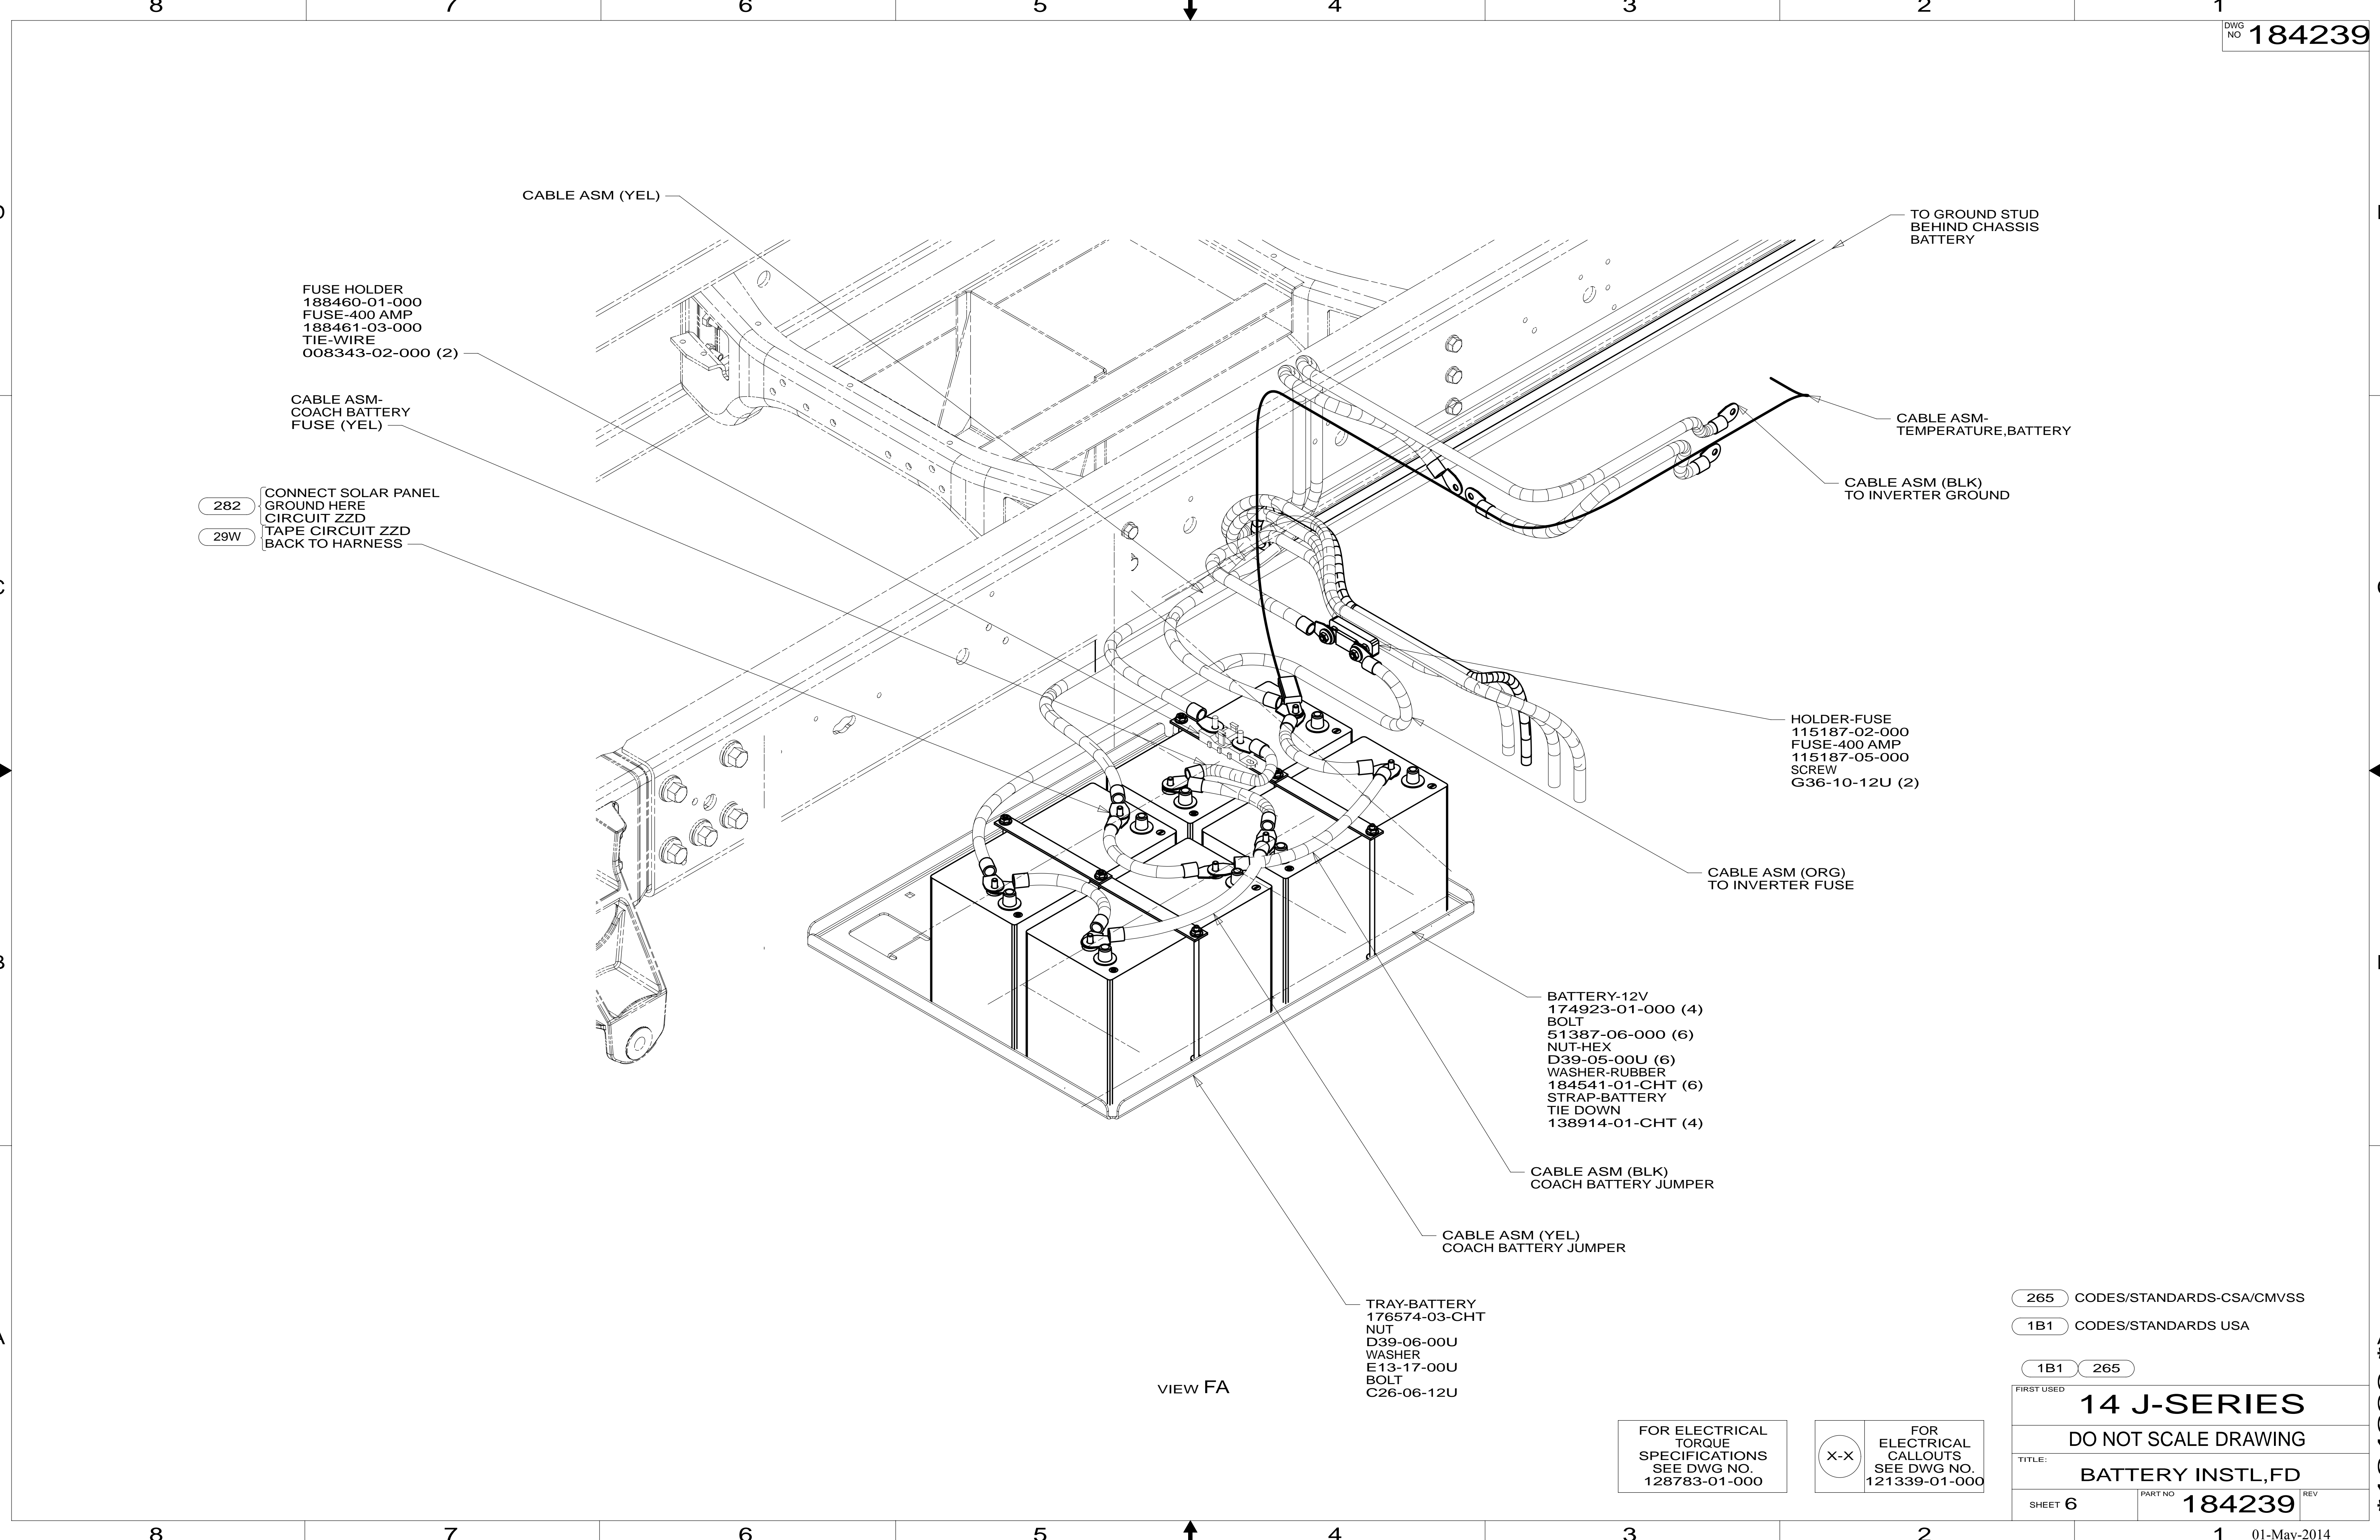 8 7 6 5 4 3 2 1
DWG
NO 184239
CABLE ASM (YEL)
TO GROUND STUD
BEHIND CHASSIS
BATTERY
FUSE HOLDER
188460-01-000
FUSE-400 AMP
188461-03-000
TIE-WIRE
008343-02-000 (2)
CABLE ASM-
COACH BATTERY
FUSE (YEL)
CABLE ASM-
TEMPERATURE,BATTERY
CABLE ASM (BLK)
TO INVERTER GROUND
282
CONNECT SOLAR PANEL
GROUND HERE
CIRCUIT ZZD
29W
TAPE CIRCUIT ZZD
BACK TO HARNESS
HOLDER-FUSE
115187-02-000
FUSE-400 AMP
115187-05-000
SCREW
G36-10-12U (2)
CABLE ASM (ORG)
TO INVERTER FUSE
BATTERY-12V
174923-01-000 (4)
BOLT
51387-06-000 (6)
NUT-HEX
D39-05-00U (6)
WASHER-RUBBER
184541-01-CHT (6)
STRAP-BATTERY
TIE DOWN
138914-01-CHT (4)
CABLE ASM (BLK)
COACH BATTERY JUMPER
CABLE ASM (YEL)
COACH BATTERY JUMPER
TRAY-BATTERY
176574-03-CHT
NUT
D39-06-00U
WASHER
E13-17-00U
BOLT
C26-06-12U
VIEW FA
265 CODES/STANDARDS-CSA/CMVSS
1B1 CODES/STANDARDS USA
1B1 265
FOR ELECTRICAL
TORQUE
SPECIFICATIONS
SEE DWG NO.
128783-01-000
X-X
FOR
ELECTRICAL
CALLOUTS
SEE DWG NO.
121339-01-000
FIRST USED
14 J-SERIES
DO NOT SCALE DRAWING
TITLE:
BATTERY INSTL,FD
SHEET 6
PART NO 184239
REV
8 7 6 5 4 3 2 1
01-May-2014